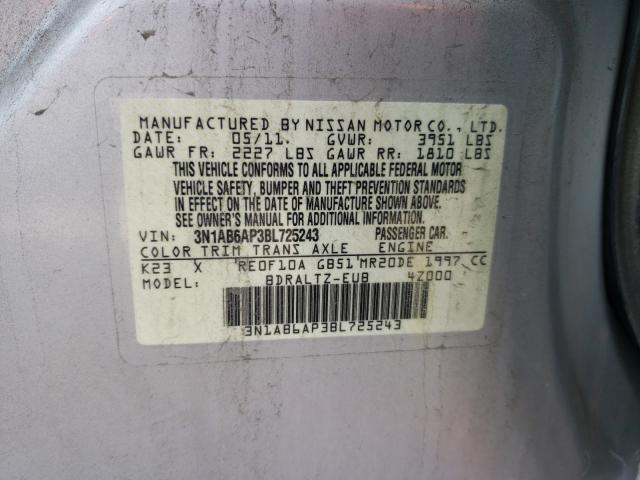 MANUFACTURED BY NISSAN MOTOR CO., LTD.
DATE: 05/11. GVWR: 3951 LBS
GAWR FR: 2227 LBS GAWR RR: 1810 LBS
THIS VEHICLE CONFORMS TO ALL APPLICABLE FEDERAL MOTOR
VEHICLE SAFETY, BUMPER AND THEFT PREVENTION STANDARDS
IN EFFECT ON THE DATE OF MANUFACTURE SHOWN ABOVE.
SEE OWNER'S MANUAL FOR ADDITIONAL INFORMATION.
VIN: 3N1AB6AP3BL725243 PASSENGER CAR.
COLOR TRIM TRANS AXLE ENGINE
K23 X RE0F10A GB51 MR20DE 1997 CC
MODEL: BDRALTZ-EUB 4Z000
3N1AB6AP3BL725243